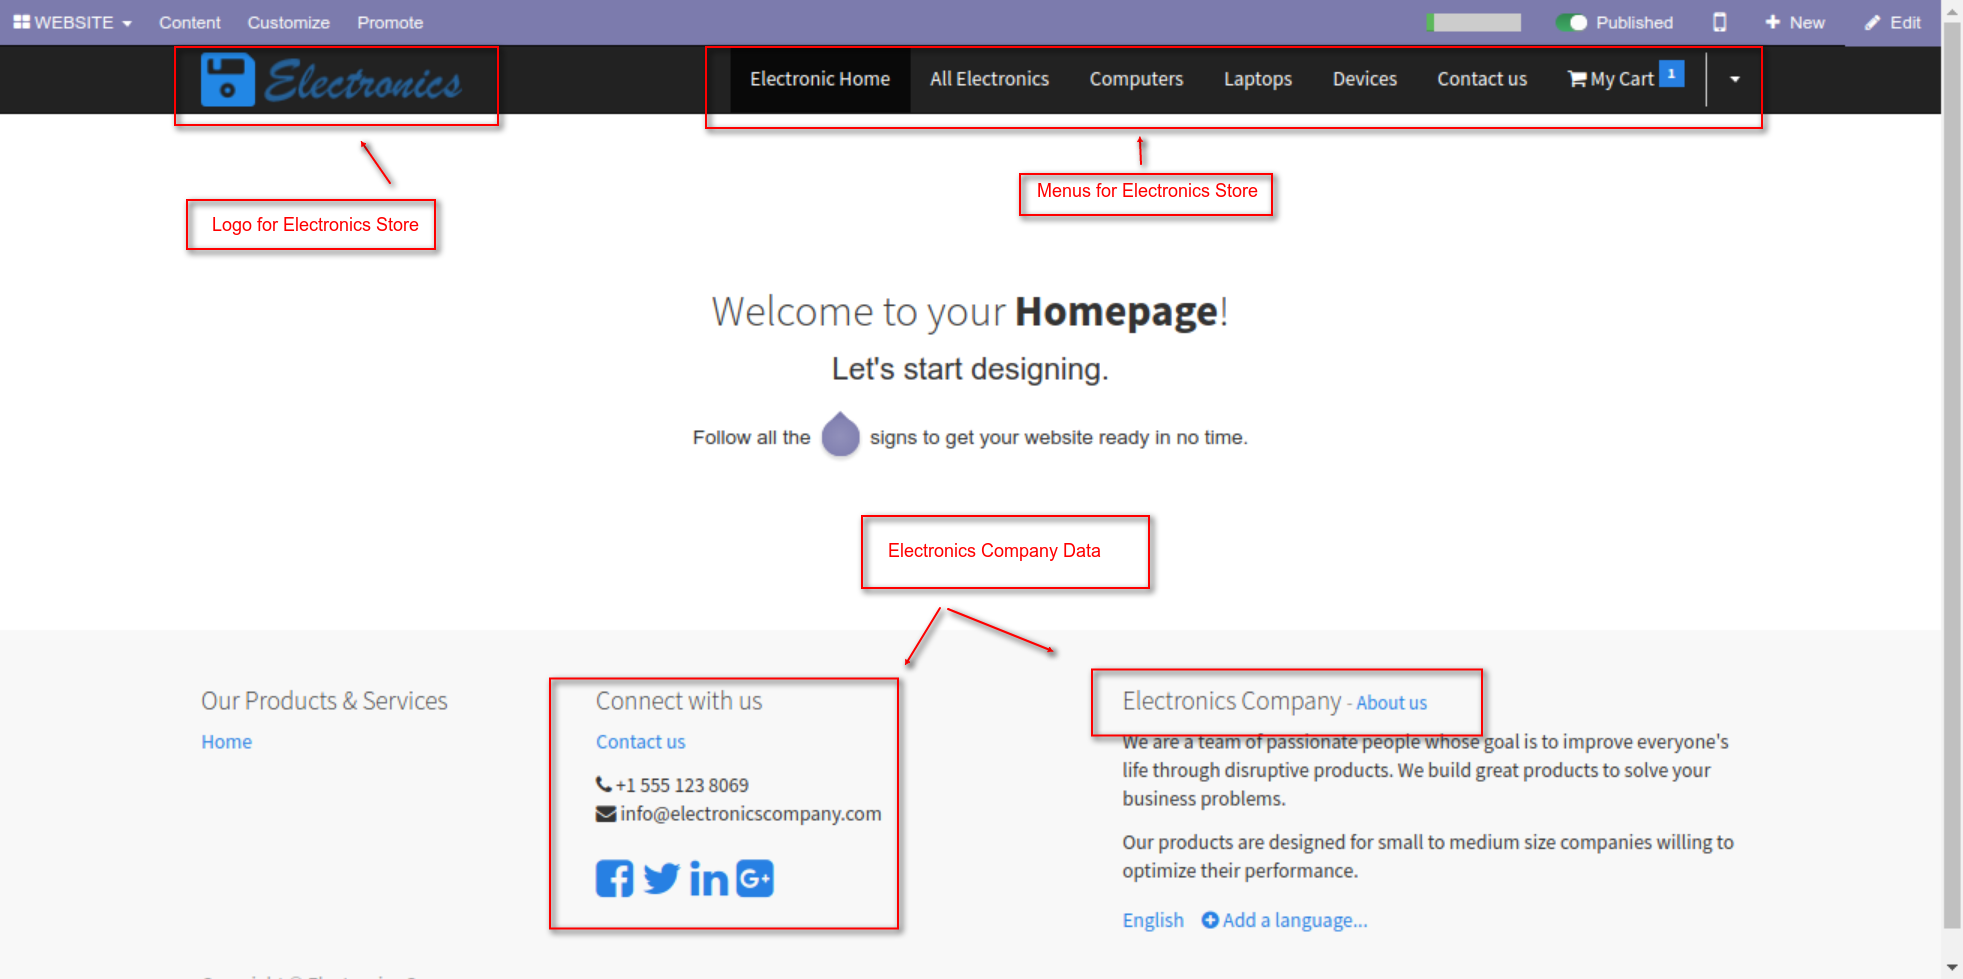 WEBSITE Content Customize Promote Published New Edit
Electronics Electronic Home All Electronics Computers Laptops Devices Contact us My Cart 1
Menus for Electronics Store
Logo for Electronics Store
Welcome to your Homepage!
Let's start designing.
Follow all the signs to get your website ready in no time.
Electronics Company Data
Our Products & Services
Home
Connect with us
Contact us
+1 555 123 8069
info@electronicscompany.com
Electronics Company - About us
We are a team of passionate people whose goal is to improve everyone's
life through disruptive products. We build great products to solve your
business problems.
Our products are designed for small to medium size companies willing to
optimize their performance.
English Add a language...